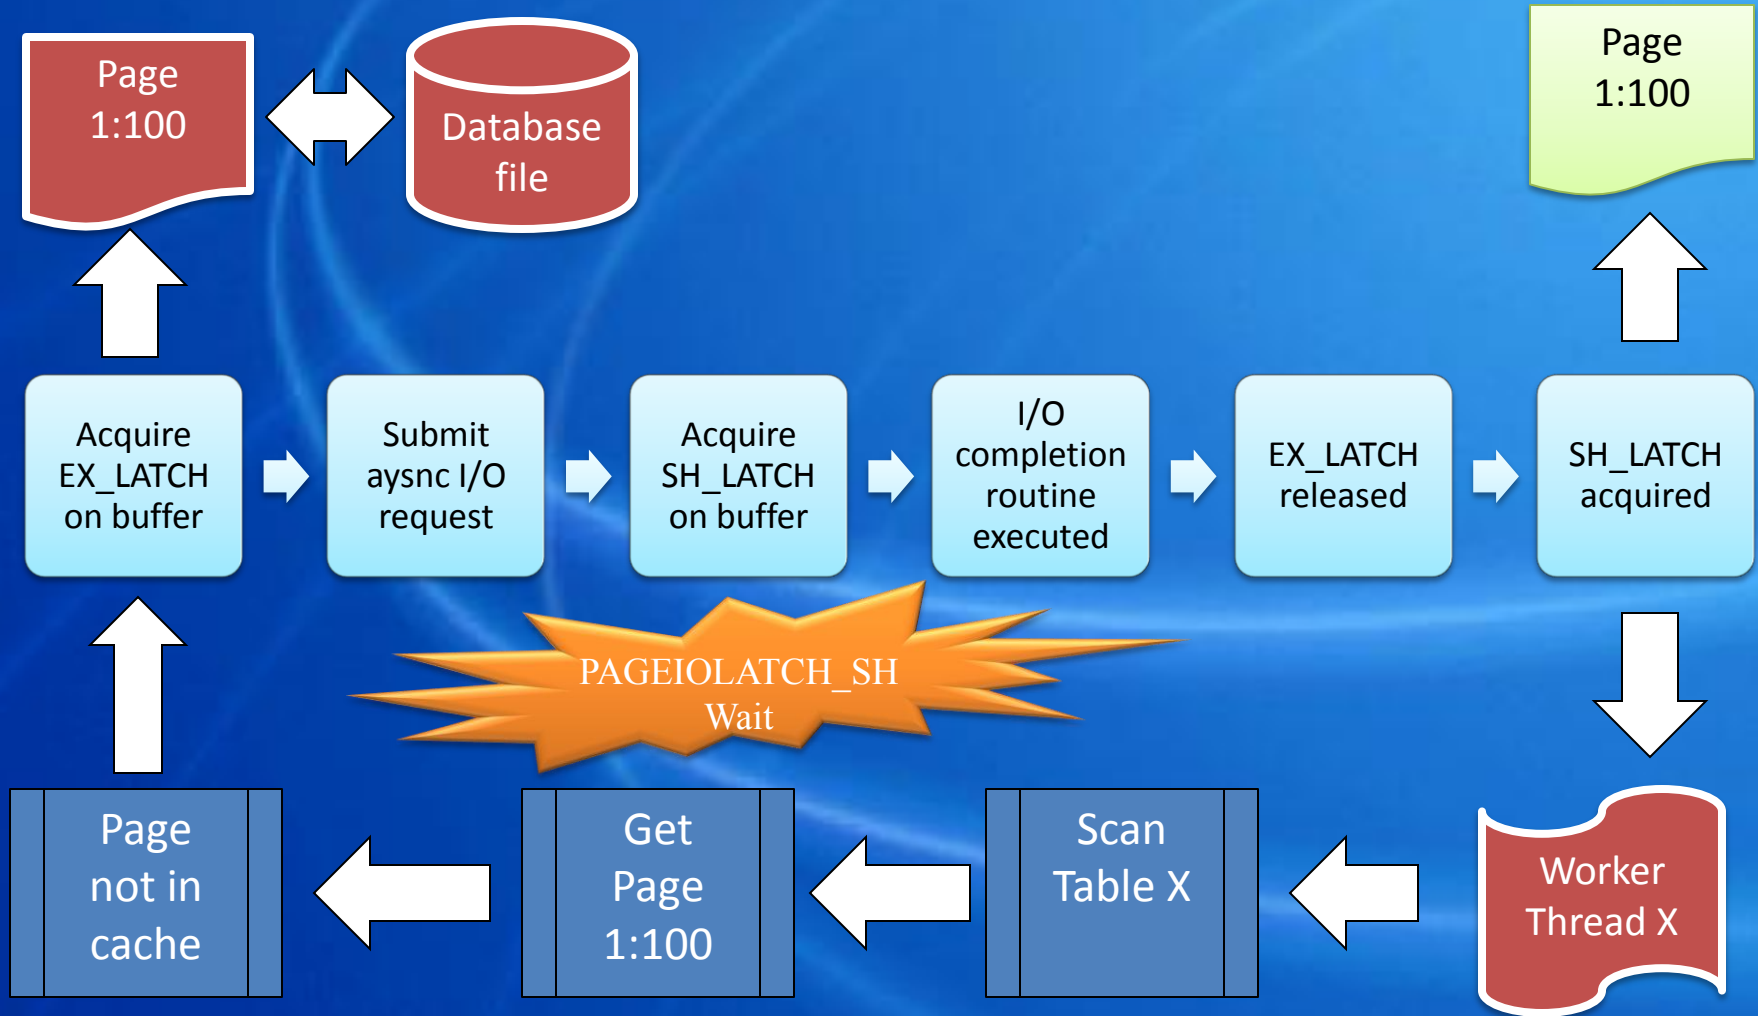 Page
1:100
Database
file
Page
1:100
Acquire
EX_LATCH
on buffer
Submit
aysnc I/O
request
Acquire
SH_LATCH
on buffer
I/O
completion
routine
executed
EX_LATCH
released
SH_LATCH
acquired
PAGEIOLATCH_SH
Wait
Page
not in
cache
Get
Page
1:100
Scan
Table X
Worker
Thread X